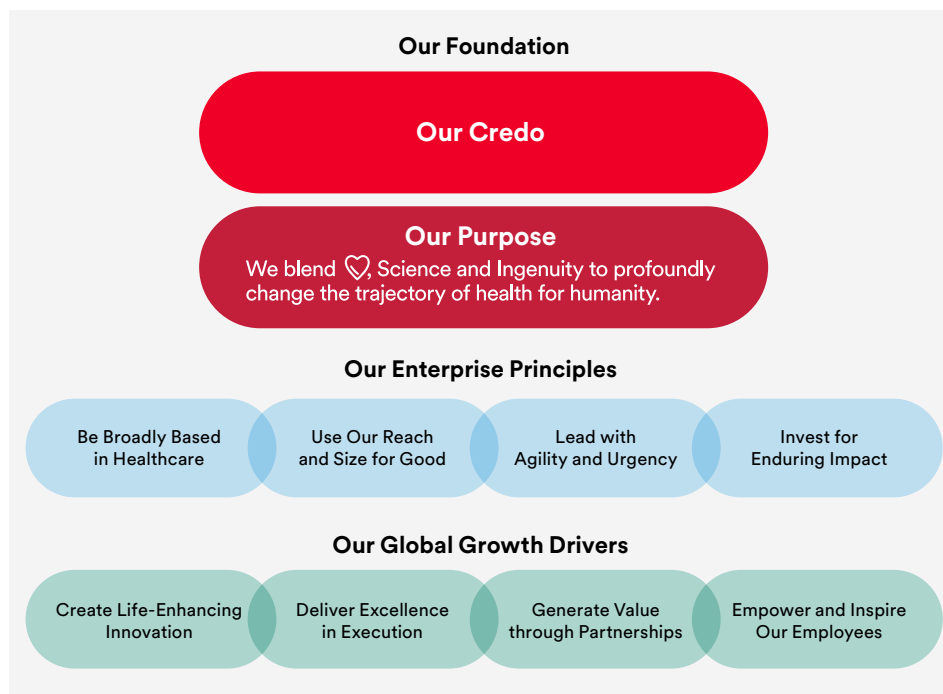 Our Foundation
Our Credo
Our Purpose
We blend , Science and Ingenuity to profoundly
change the trajectory of health for humanity.
Our Enterprise Principles
Be Broadly Based
in Healthcare
Use Our Reach
and Size for Good
Lead with
Agility and Urgency
Invest for
Enduring Impact
Our Global Growth Drivers
Create Life-Enhancing
Innovation
Deliver Excellence
in Execution
Generate Value
through Partnerships
Empower and Inspire
Our Employees